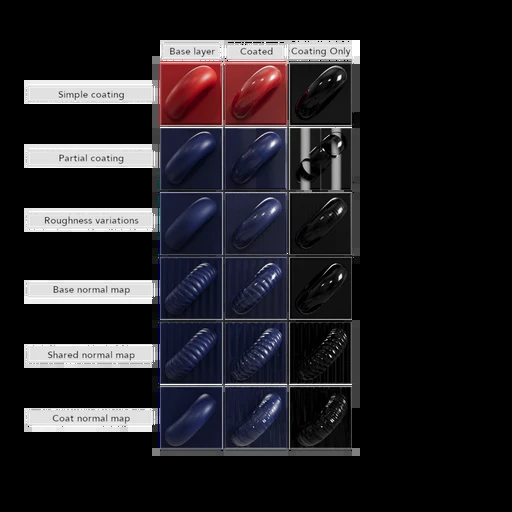 Base layer Coated Coating Only
Simple coating
Partial coating
Roughness variations
Base normal map
Shared normal map
Coat normal map